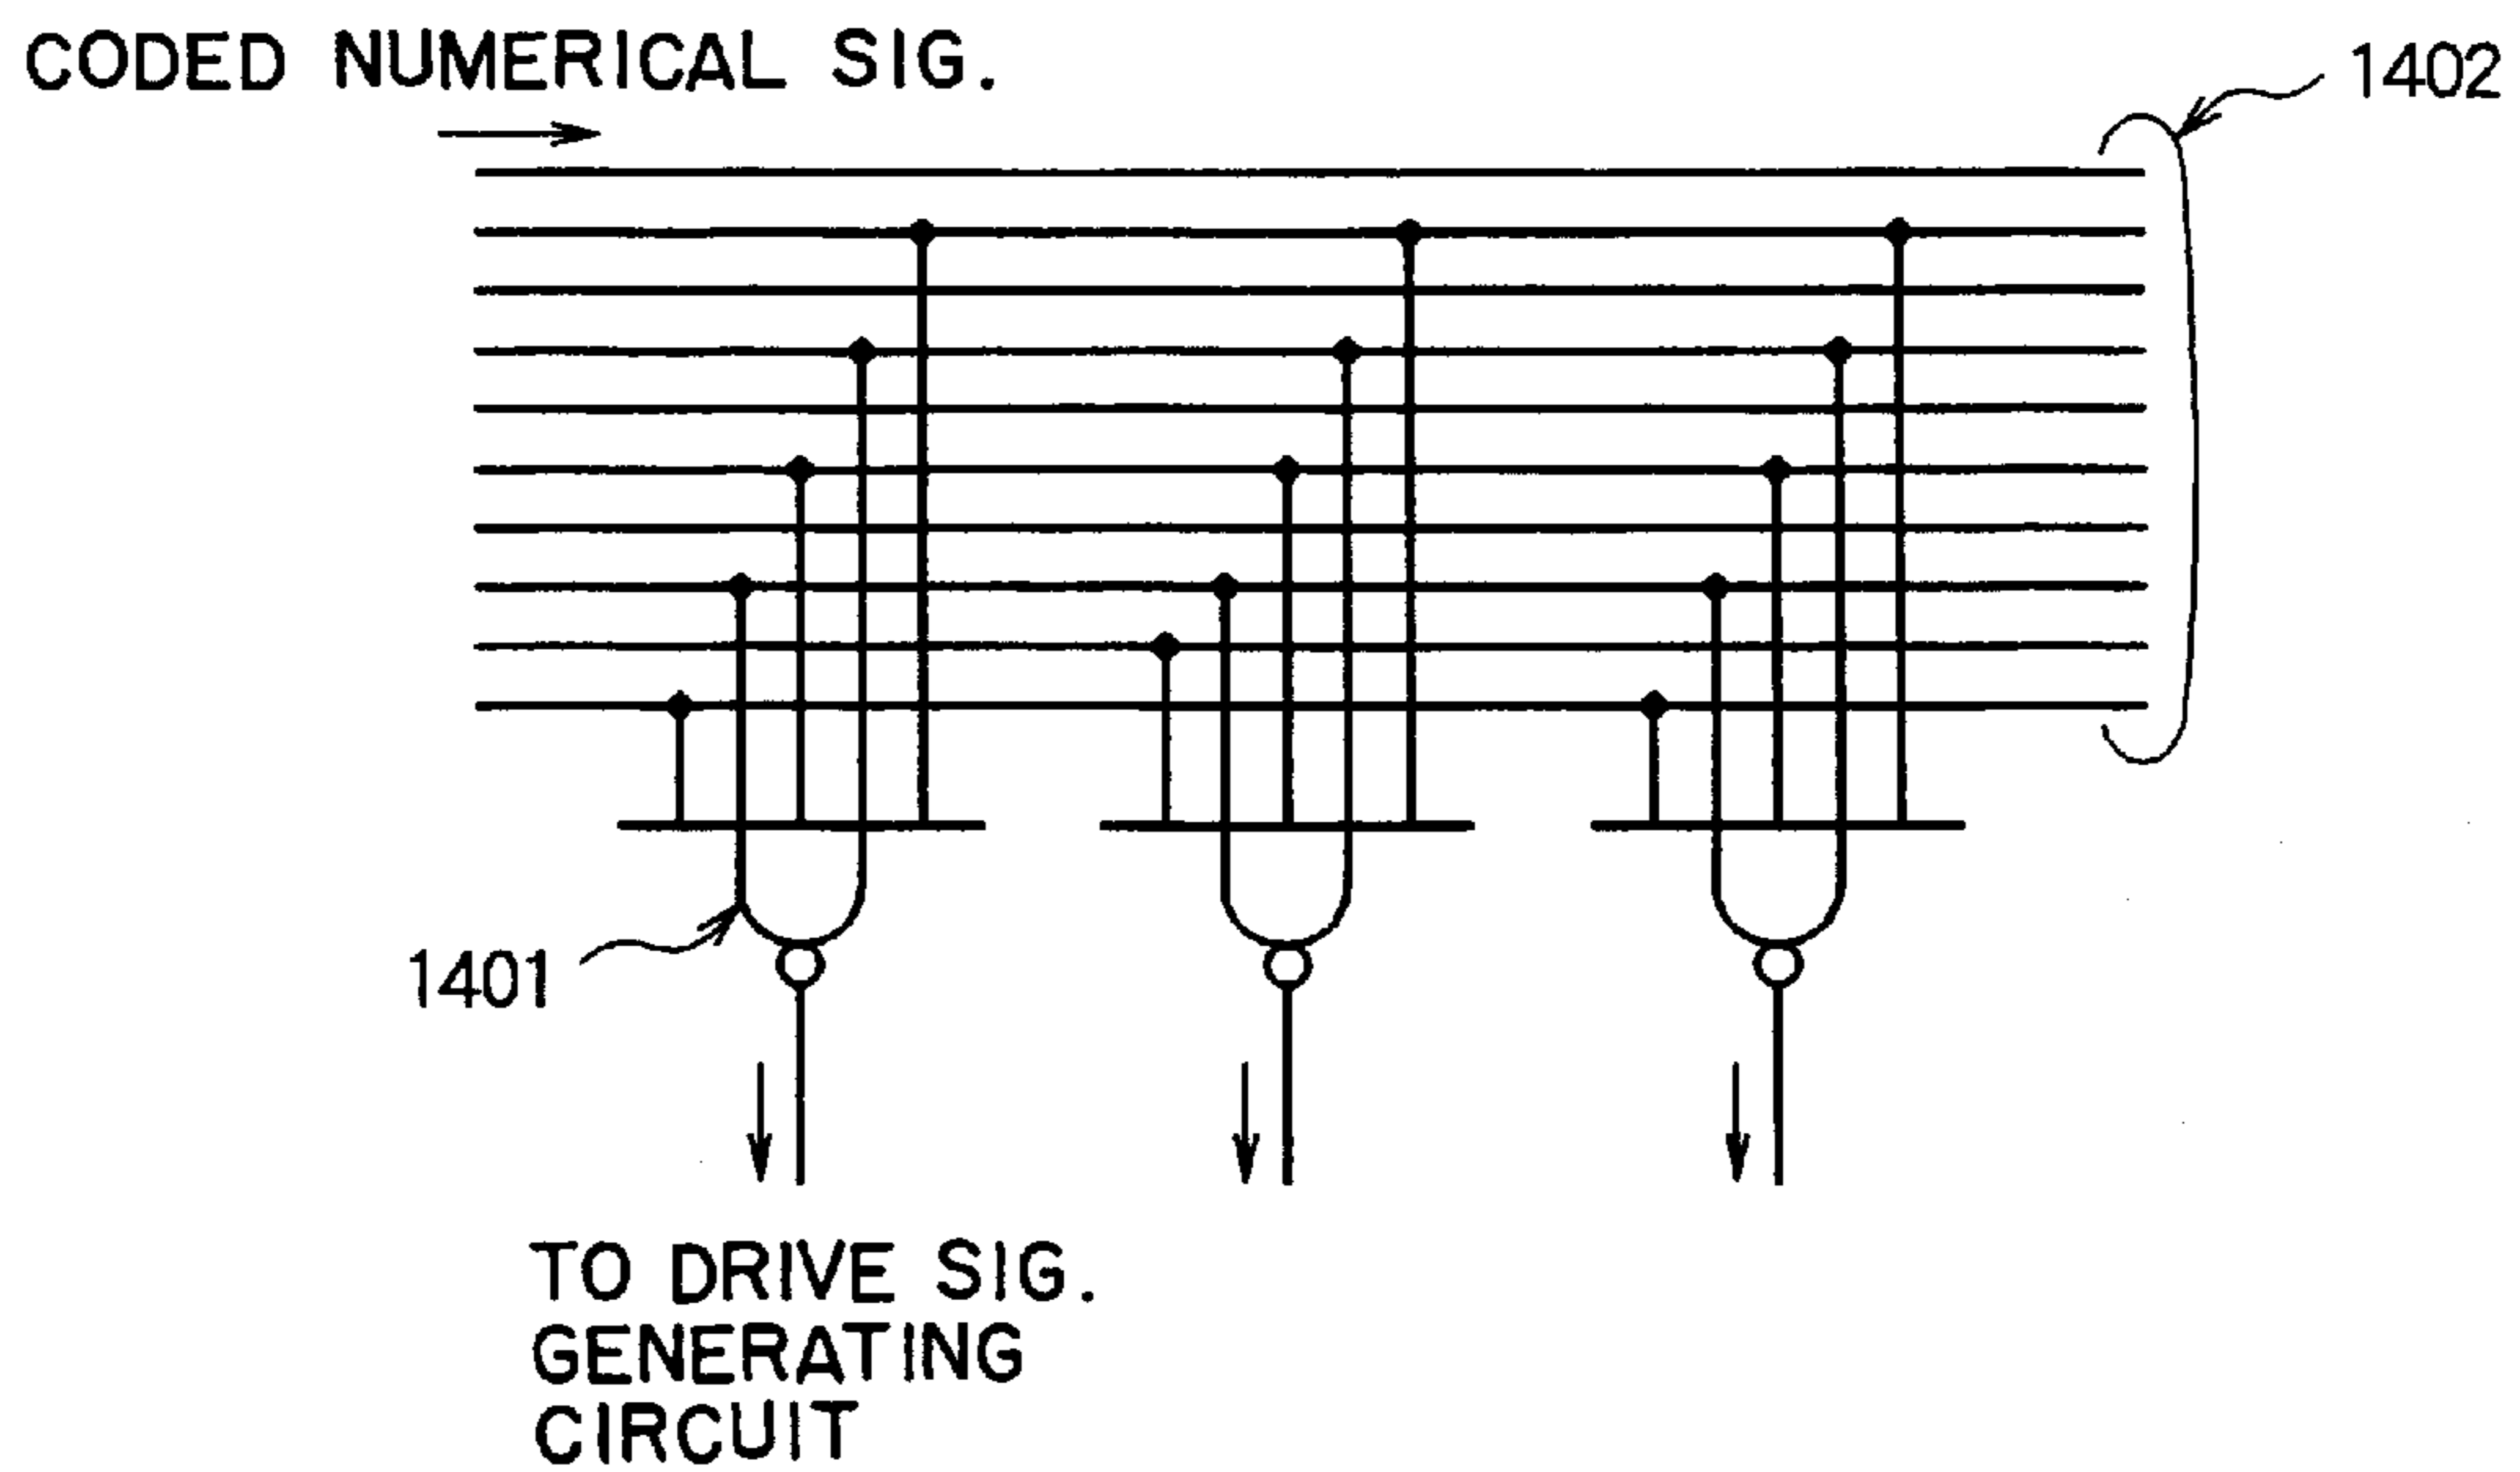 CODED NUMERICAL SIG.
1402
1401
TO DRIVE SIG.
GENERATING
CIRCUIT